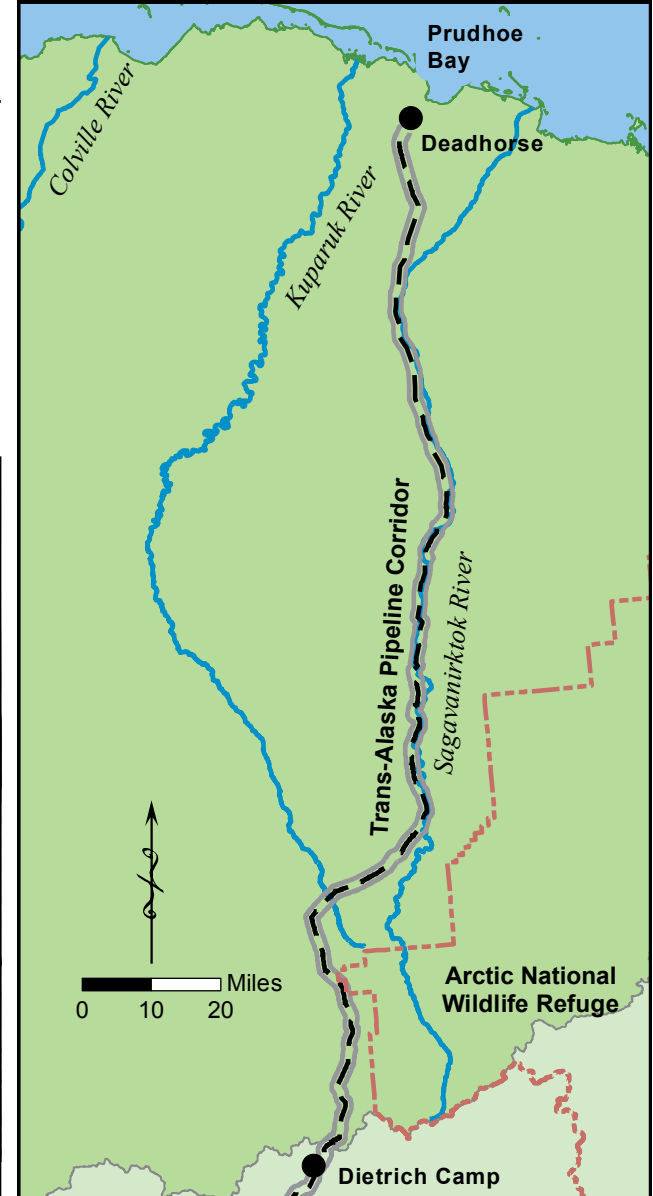 Prudhoe
Bay
Colville River
Deadhorse
Kuparuk River
Trans-Alaska Pipeline Corridor
Sagavanirktok River
Arctic National
Wildlife Refuge
Miles
0 10 20
Dietrich Camp